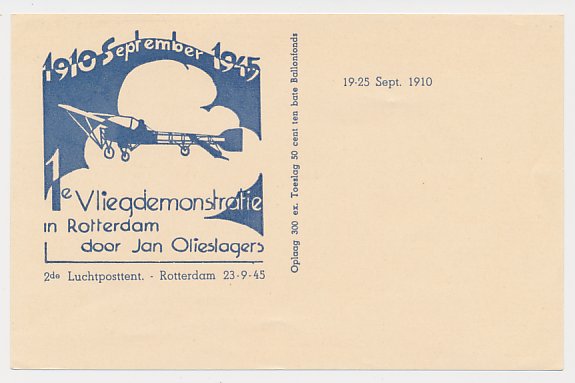 1910 September 1945
1e Vliegdemonstratie
in Rotterdam
door Jan Olieslagers
2de Luchtposttent. - Rotterdam 23-9-45
Oplaag 300 ex. Toeslag 50 cent ten bate Ballonfonds
19-25 Sept. 1910